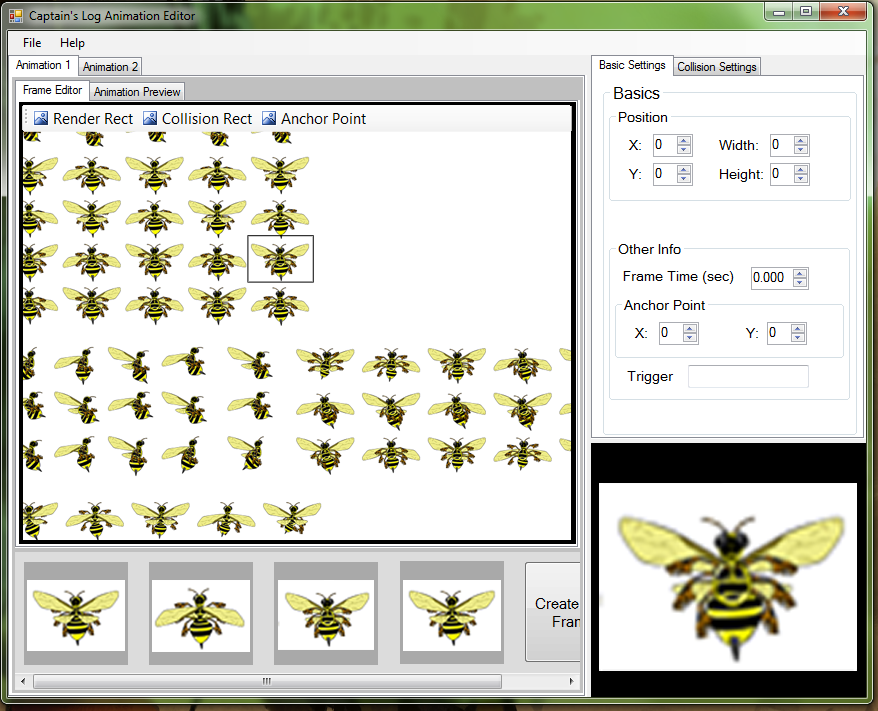 Captain's Log Animation Editor
File Help
Animation 1 Animation 2
Frame Editor Animation Preview
Render Rect Collision Rect Anchor Point
Basic Settings Collision Settings
Basics
Position
X: 0 Width: 0
Y: 0 Height: 0
Other Info
Frame Time (sec) 0.000
Anchor Point
X: 0 Y: 0
Trigger
Create
Fran